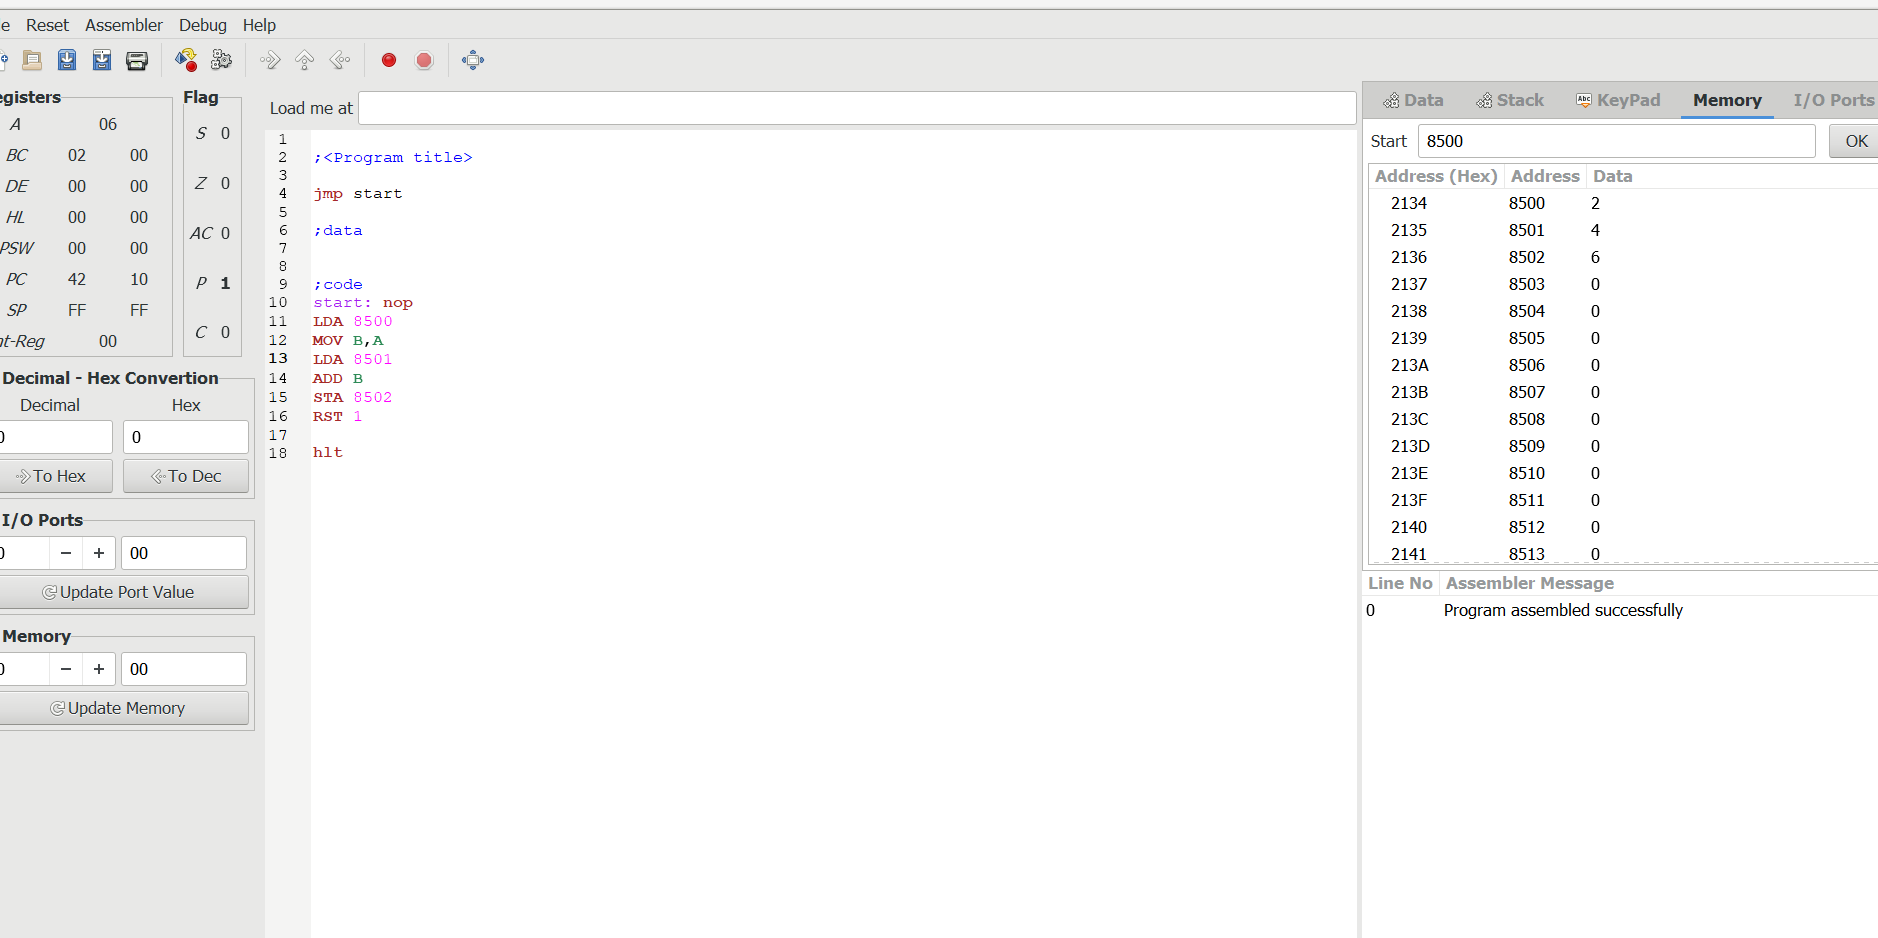 e Reset Assembler Debug Help
egisters
A 06
BC 02 00
DE 00 00
HL 00 00
PSW 00 00
PC 42 10
SP FF FF
nt-Reg 00
Flag
S 0
Z 0
AC 0
P 1
C 0
Decimal - Hex Convertion
Decimal Hex
0 0
To Hex To Dec
I/O Ports
0 − + 00
Update Port Value
Memory
0 − + 00
Update Memory
Load me at
1
2 ;<Program title>
3
4 jmp start
5
6 ;data
7
8
9 ;code
10 start: nop
11 LDA 8500
12 MOV B,A
13 LDA 8501
14 ADD B
15 STA 8502
16 RST 1
17
18 hlt
Data Stack Abc KeyPad Memory I/O Ports
Start 8500 OK
Address (Hex) Address Data
2134 8500 2
2135 8501 4
2136 8502 6
2137 8503 0
2138 8504 0
2139 8505 0
213A 8506 0
213B 8507 0
213C 8508 0
213D 8509 0
213E 8510 0
213F 8511 0
2140 8512 0
2141 8513 0
Line No Assembler Message
0 Program assembled successfully